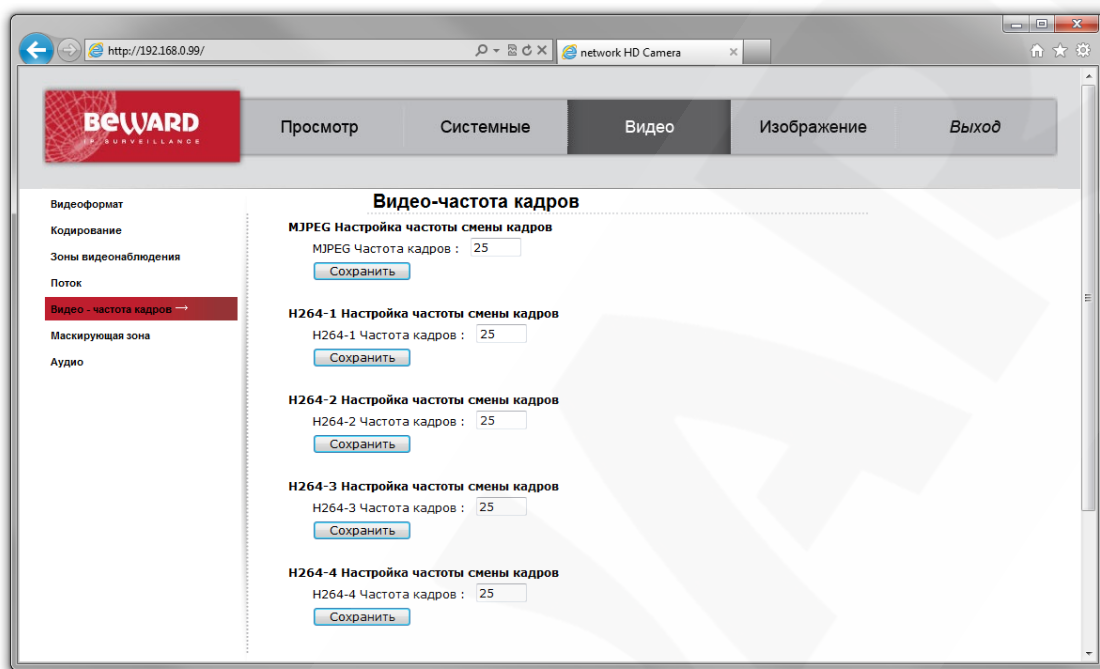 http://192.168.0.99/
network HD Camera
BEWARD
IP SURVEILLANCE
Просмотр
Системные
Видео
Изображение
Выход
Видеоформат
Кодирование
Зоны видеонаблюдения
Поток
Видео - частота кадров →
Маскирующая зона
Аудио
Видео-частота кадров
MJPEG Настройка частоты смены кадров
MJPEG Частота кадров : 25
Сохранить
H264-1 Настройка частоты смены кадров
H264-1 Частота кадров : 25
Сохранить
H264-2 Настройка частоты смены кадров
H264-2 Частота кадров : 25
Сохранить
H264-3 Настройка частоты смены кадров
H264-3 Частота кадров : 25
Сохранить
H264-4 Настройка частоты смены кадров
H264-4 Частота кадров : 25
Сохранить